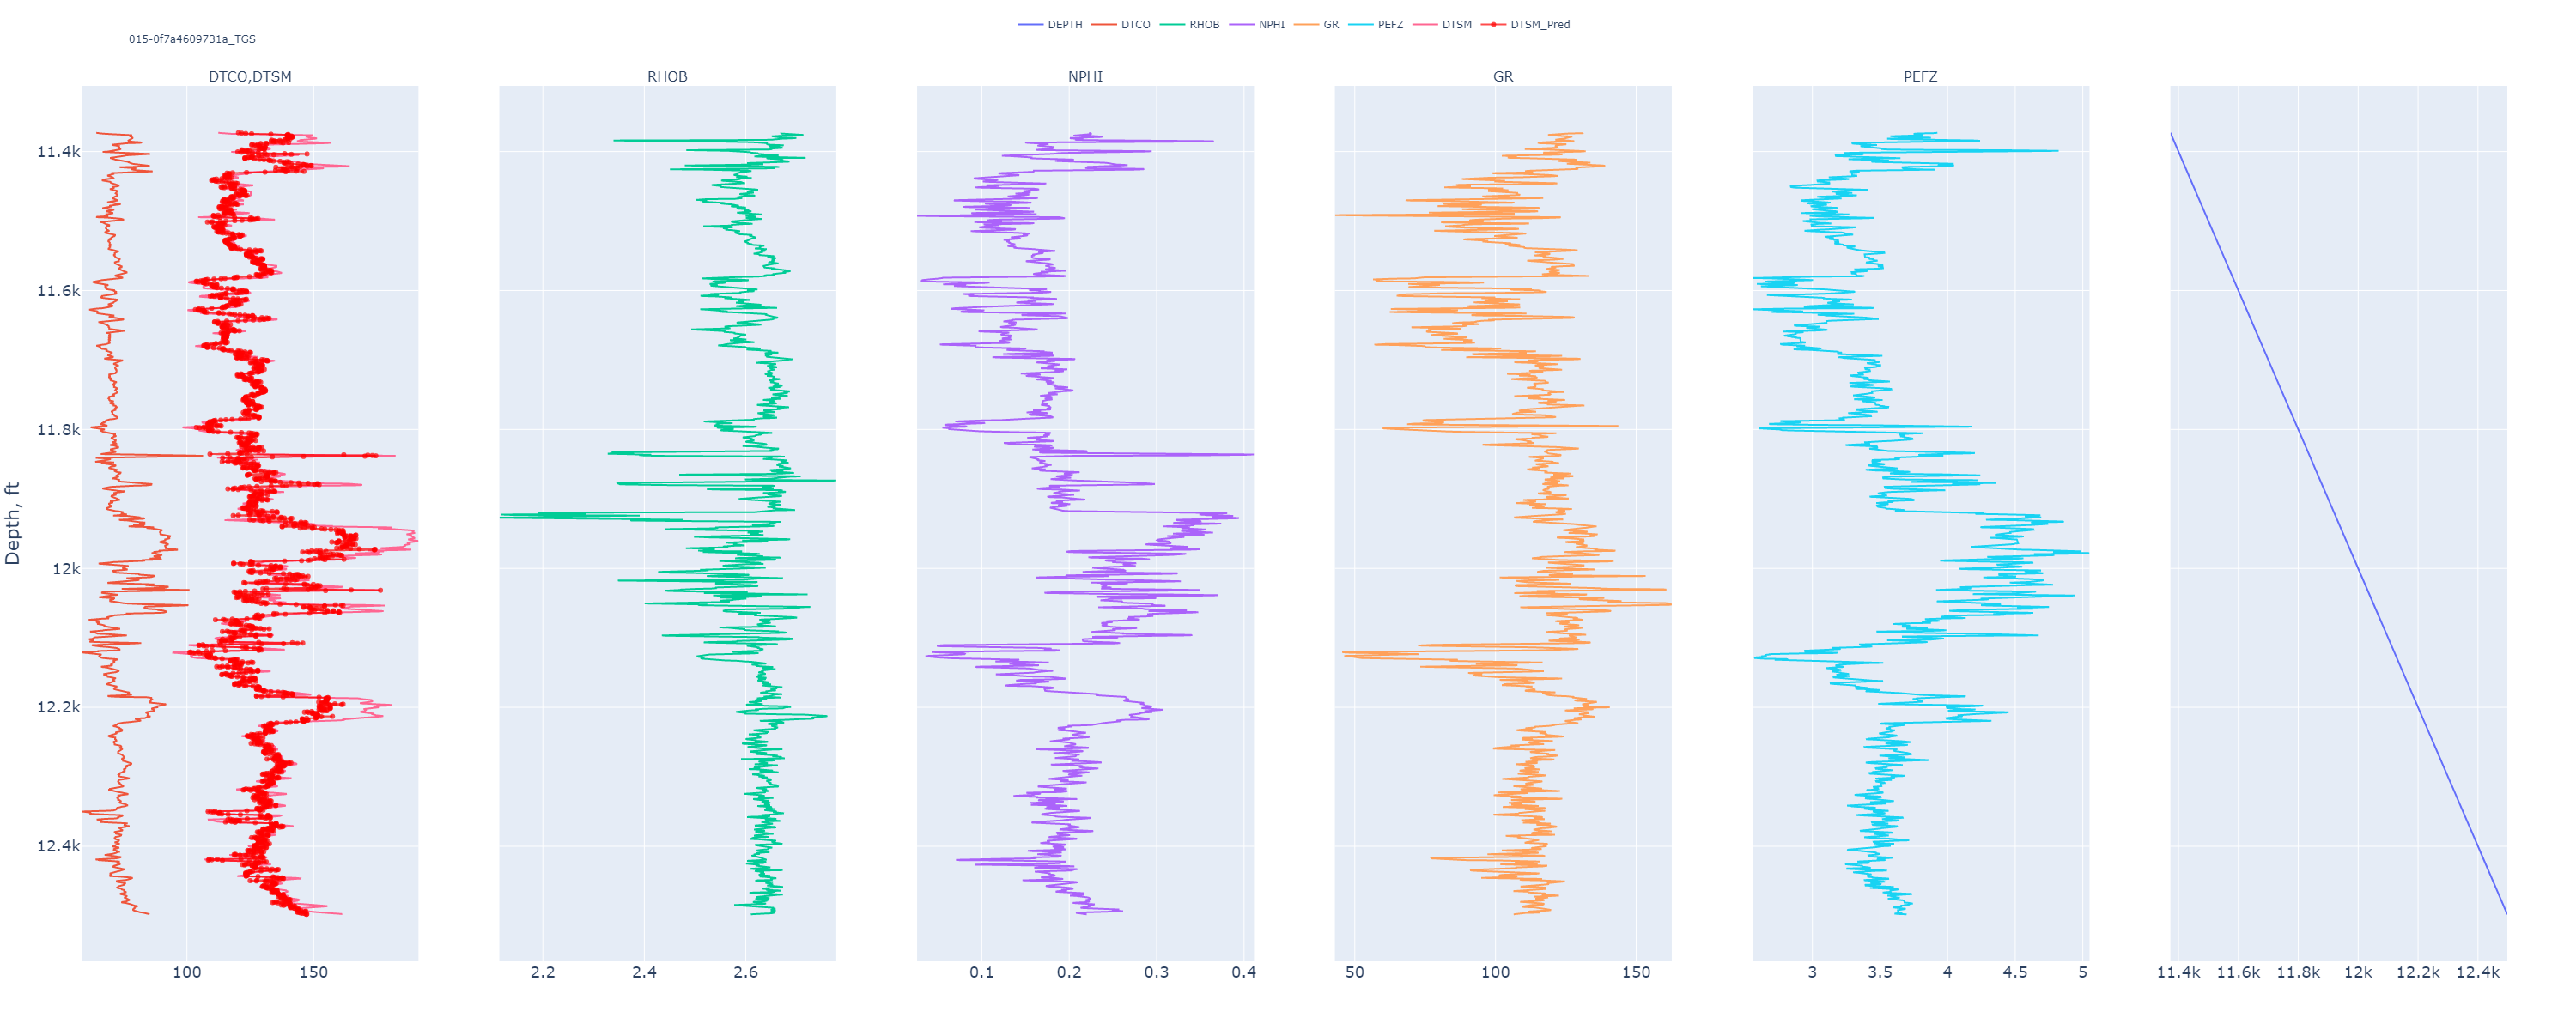 DEPTH DTCO RHOB NPHI GR PEFZ DTSM DTSM_Pred
015-0f7a4609731a_TGS
DTCO,DTSM RHOB NPHI GR PEFZ
Depth, ft
11.4k
11.6k
11.8k
12k
12.2k
12.4k
100 150 2.2 2.4 2.6 0.1 0.2 0.3 0.4 50 100 150 3 3.5 4 4.5 5 11.4k 11.6k 11.8k 12k 12.2k 12.4k